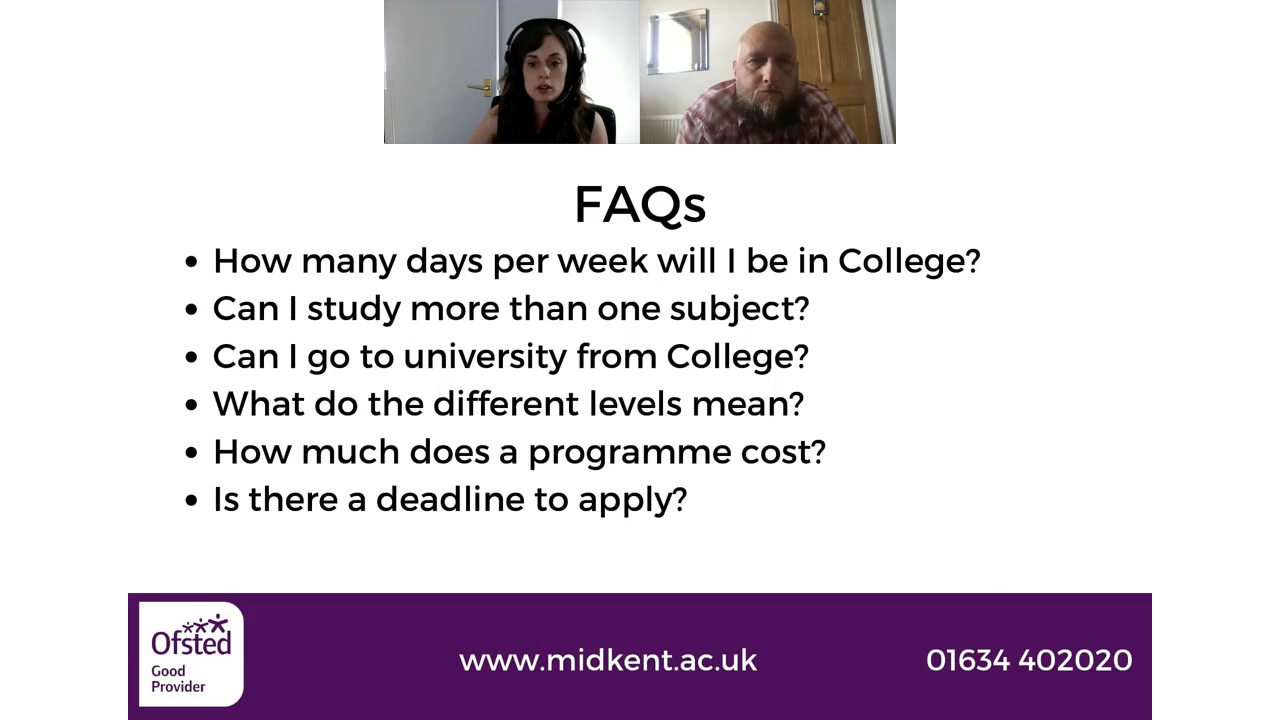 FAQs
• How many days per week will I be in College?
• Can I study more than one subject?
• Can I go to university from College?
• What do the different levels mean?
• How much does a programme cost?
• Is there a deadline to apply?
Ofsted
Good
Provider
www.midkent.ac.uk
01634 402020